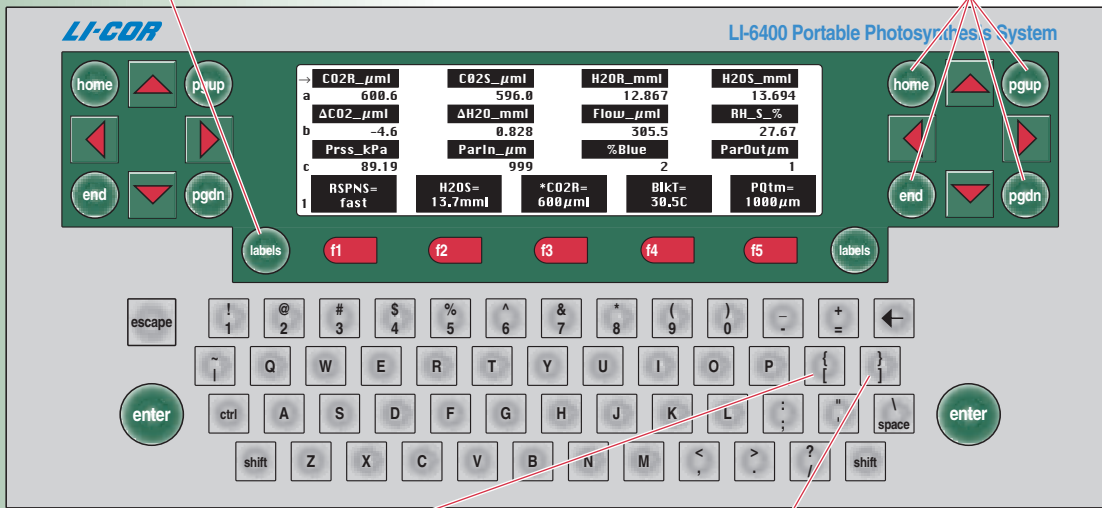 LI-COR
LI-6400 Portable Photosynthesis System
home pgup
→ CO2R_µml CO2S_µml H2OR_mml H2OS_mml
a 600.6 596.0 12.867 13.694
ΔCO2_µml ΔH2O_mml Flow_µml RH_S_%
b -4.6 0.828 305.5 27.67
Prss_kPa ParIn_µm %Blue ParOutµm
c 89.19 999 2 1
RSPNS= H2OS= *CO2R= BlkT= PQtm=
1 fast 13.7mml 600µml 30.5C 1000µm
end pgdn
home pgup
end pgdn
labels f1 f2 f3 f4 f5 labels
escape ! 1 @ 2 # 3 $ 4 % 5 ^ 6 & 7 * 8 ( 9 ) 0 _ - + = ←
~ | Q W E R T Y U I O P { [ } ]
enter ctrl A S D F G H J K L : ; " ' \ space enter
shift Z X C V B N M < , > . ? / shift